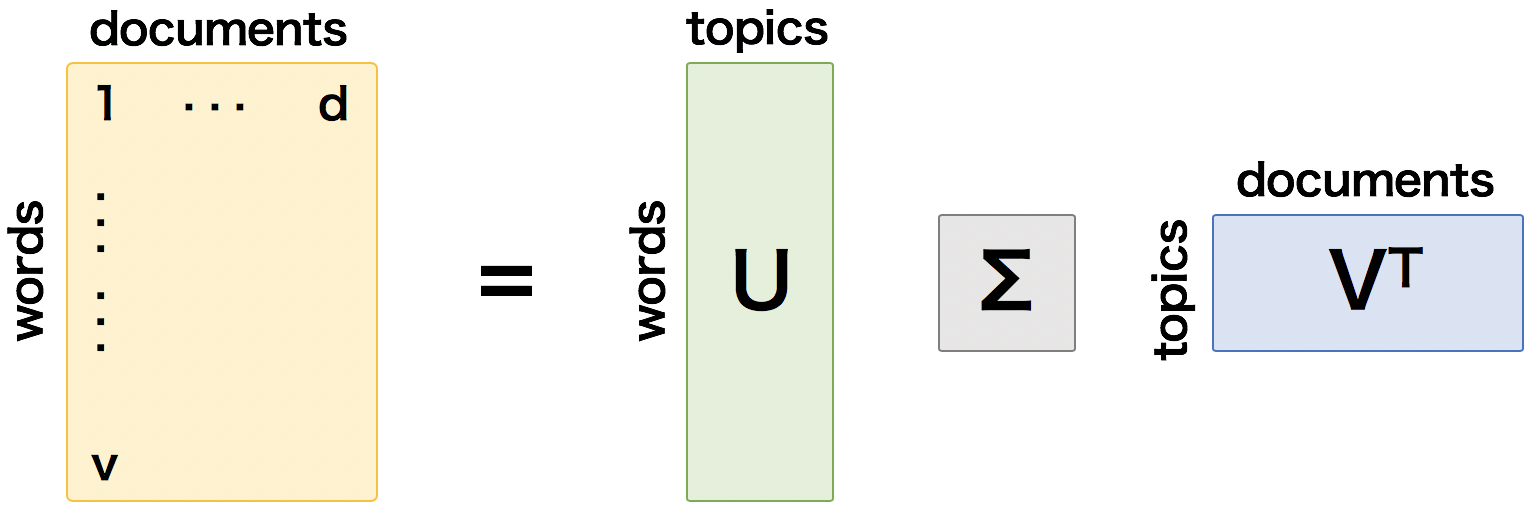 documents
1 ··· d
words
⋮
⋮
v
=
topics
words
U
Σ
documents
topics
Vᵀ